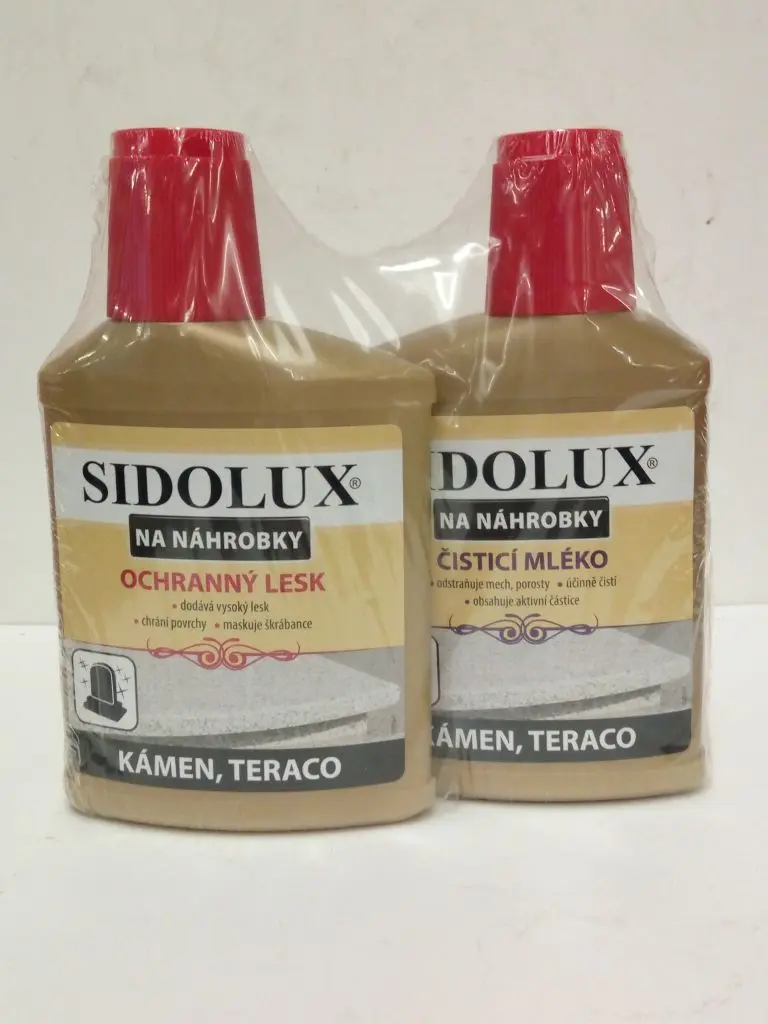 SIDOLUX®
NA NÁHROBKY
OCHRANNÝ LESK
• dodává vysoký lesk
• chrání povrchy • maskuje škrábance
KÁMEN, TERACO
IDOLUX®
NA NÁHROBKY
ČISTICÍ MLÉKO
• odstraňuje mech, porosty • účinně čistí
• obsahuje aktivní částice
KÁMEN, TERACO